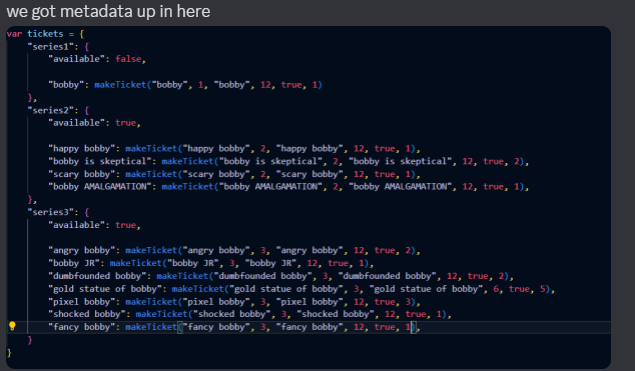 we got metadata up in here
var tickets = {
"series1": {
"available": false,
"bobby": makeTicket("bobby", 1, "bobby", 12, true, 1)
},
"series2": {
"available": true,
"happy bobby": makeTicket("happy bobby", 2, "happy bobby", 12, true, 1),
"bobby is skeptical": makeTicket("bobby is skeptical", 2, "bobby is skeptical", 12, true, 2),
"scary bobby": makeTicket("scary bobby", 2, "scary bobby", 12, true, 1),
"bobby AMALGAMATION": makeTicket("bobby AMALGAMATION", 2, "bobby AMALGAMATION", 12, true, 1),
},
"series3": {
"available": true,
"angry bobby": makeTicket("angry bobby", 3, "angry bobby", 12, true, 2),
"bobby JR": makeTicket("bobby JR", 3, "bobby JR", 12, true, 1),
"dumbfounded bobby": makeTicket("dumbfounded bobby", 3, "dumbfounded bobby", 12, true, 2),
"gold statue of bobby": makeTicket("gold statue of bobby", 3, "gold statue of bobby", 6, true, 5),
"pixel bobby": makeTicket("pixel bobby", 3, "pixel bobby", 12, true, 3),
"shocked bobby": makeTicket("shocked bobby", 3, "shocked bobby", 12, true, 1),
"fancy bobby": makeTicket("fancy bobby", 3, "fancy bobby", 12, true, 1),
}
}